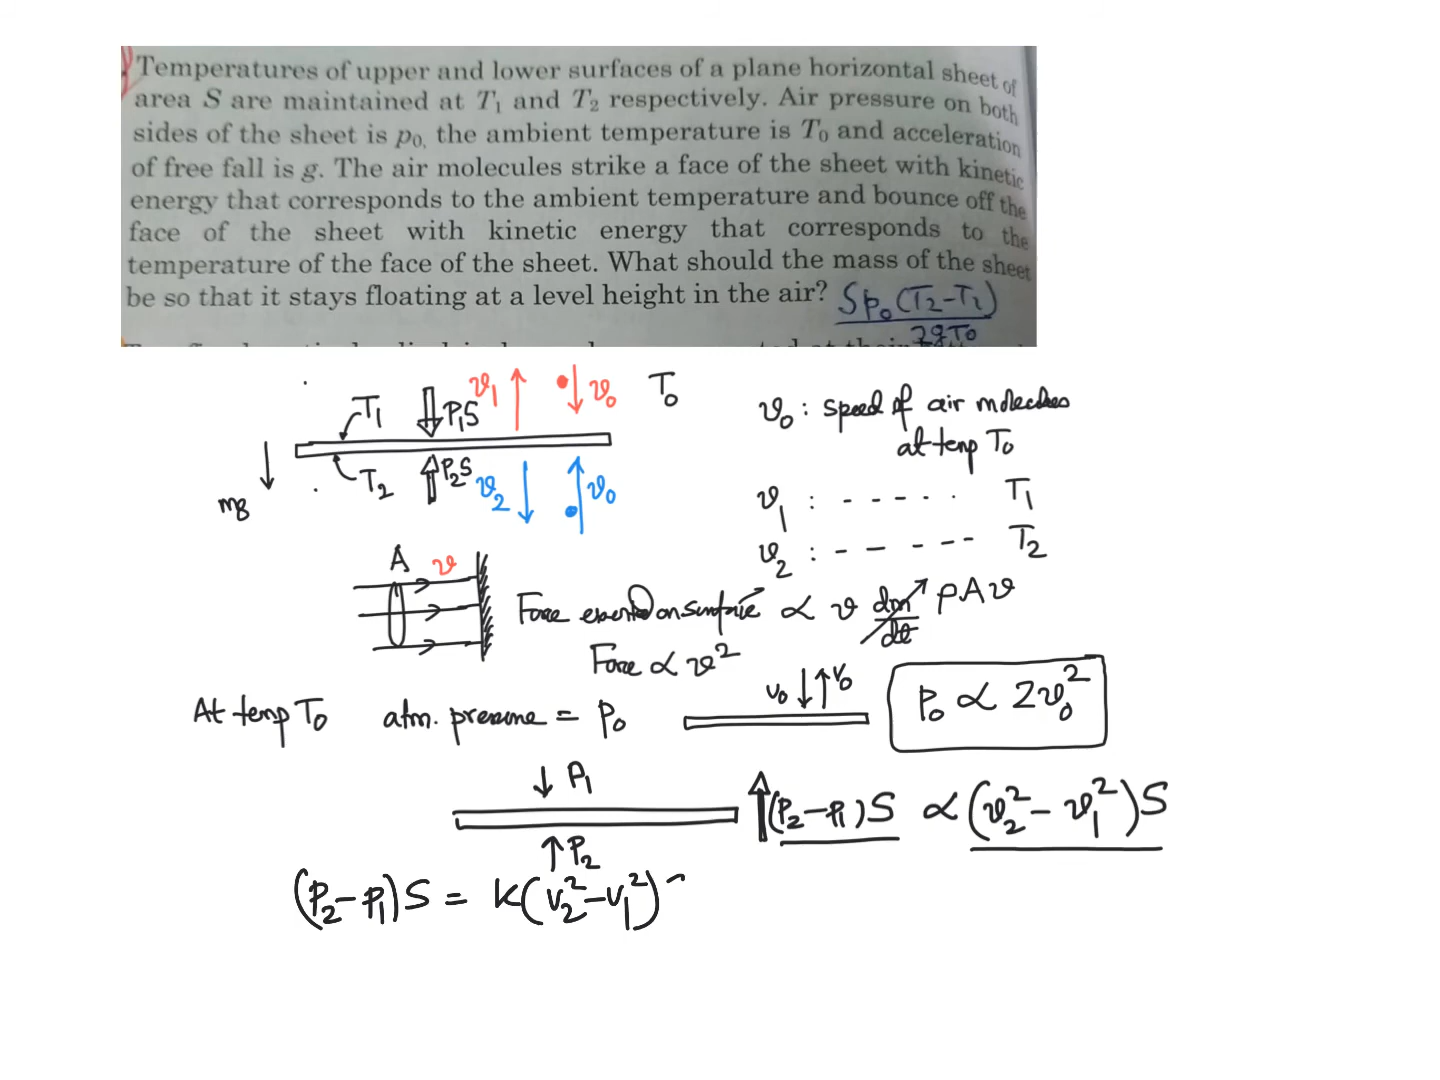 Temperatures of upper and lower surfaces of a plane horizontal sheet of
area S are maintained at T₁ and T₂ respectively. Air pressure on both
sides of the sheet is p₀, the ambient temperature is T₀ and acceleration
of free fall is g. The air molecules strike a face of the sheet with kinetic
energy that corresponds to the ambient temperature and bounce off the
face of the sheet with kinetic energy that corresponds to the
temperature of the face of the sheet. What should the mass of the sheet
be so that it stays floating at a level height in the air? Sp₀(T₂-T₁)/2gT₀
T₁ P₁S v₁ v₀ T₀
T₂ P₂S v₂ v₀
mg
v₀ : speed of air molecules
at temp T₀
v₁ : - - - - - T₁
v₂ : - - - - - - T₂
A v
Force exerted on surface ∝ v dm/dt ρAv
Force ∝ v²
At temp T₀ atm. pressure = P₀ v₀ v₀ P₀ ∝ 2v₀²
P₁
(P₂-P₁)S ∝ (v₂² - v₁²)S
P₂
(P₂-P₁)S = K(v₂²-v₁²)